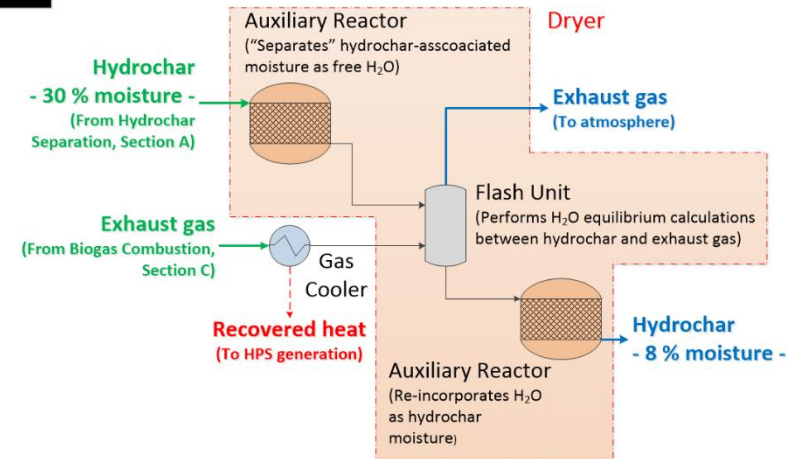 Auxiliary Reactor
("Separates" hydrochar-asscoaciated
moisture as free H₂O)
Dryer
Hydrochar
- 30 % moisture -
(From Hydrochar
Separation, Section A)
Exhaust gas
(To atmosphere)
Flash Unit
(Performs H₂O equilibrium calculations
between hydrochar and exhaust gas)
Exhaust gas
(From Biogas Combustion,
Section C)
Gas
Cooler
Recovered heat
(To HPS generation)
Hydrochar
- 8 % moisture -
Auxiliary Reactor
(Re-incorporates H₂O
as hydrochar
moisture)